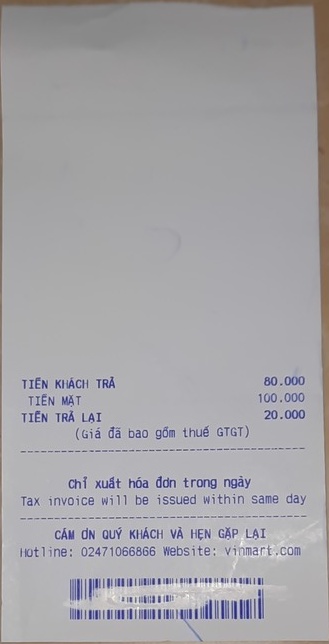 TIỀN KHÁCH TRẢ 80.000
TIỀN MẶT 100.000
TIỀN TRẢ LẠI 20.000
(Giá đã bao gồm thuế GTGT)
Chỉ xuất hóa đơn trong ngày
Tax invoice will be issued within same day
CÁM ƠN QUÝ KHÁCH VÀ HẸN GẶP LẠI
Hotline: 02471066866 Website: vinmart.com